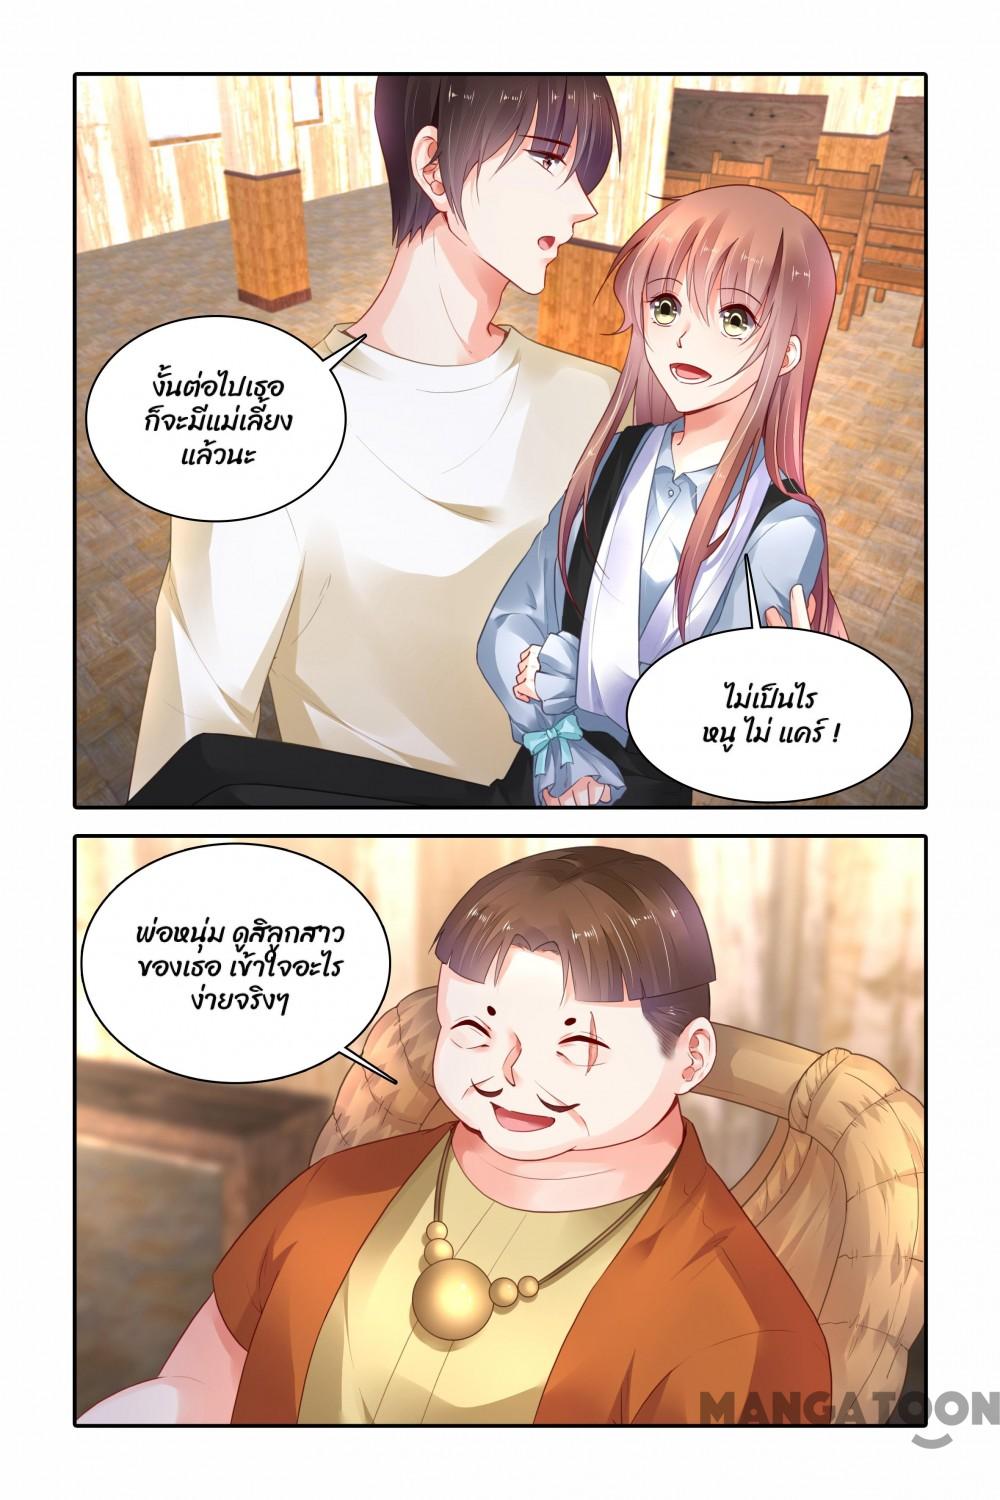 งั้นต่อไปเธอ
ก็จะมีแม่เลี้ยง
แล้วนะ
ไม่เป็นไร
หนู ไม่ แคร์ !
พ่อหนุ่ม ดูสิลูกสาว
ของเธอ เข้าใจอะไร
ง่ายจริงๆ
MANGATOON